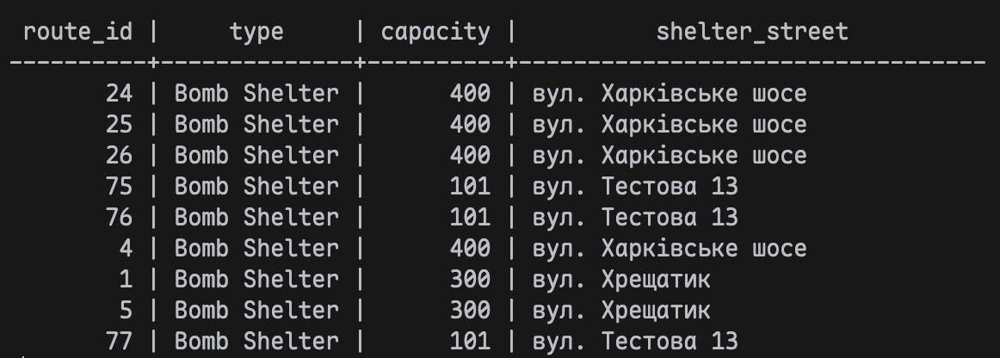 route_id |     type     | capacity |          shelter_street
----------+--------------+----------+----------------------------------
24 | Bomb Shelter |      400 | вул. Харківське шосе
25 | Bomb Shelter |      400 | вул. Харківське шосе
26 | Bomb Shelter |      400 | вул. Харківське шосе
75 | Bomb Shelter |      101 | вул. Тестова 13
76 | Bomb Shelter |      101 | вул. Тестова 13
4 | Bomb Shelter |      400 | вул. Харківське шосе
1 | Bomb Shelter |      300 | вул. Хрещатик
5 | Bomb Shelter |      300 | вул. Хрещатик
77 | Bomb Shelter |      101 | вул. Тестова 13